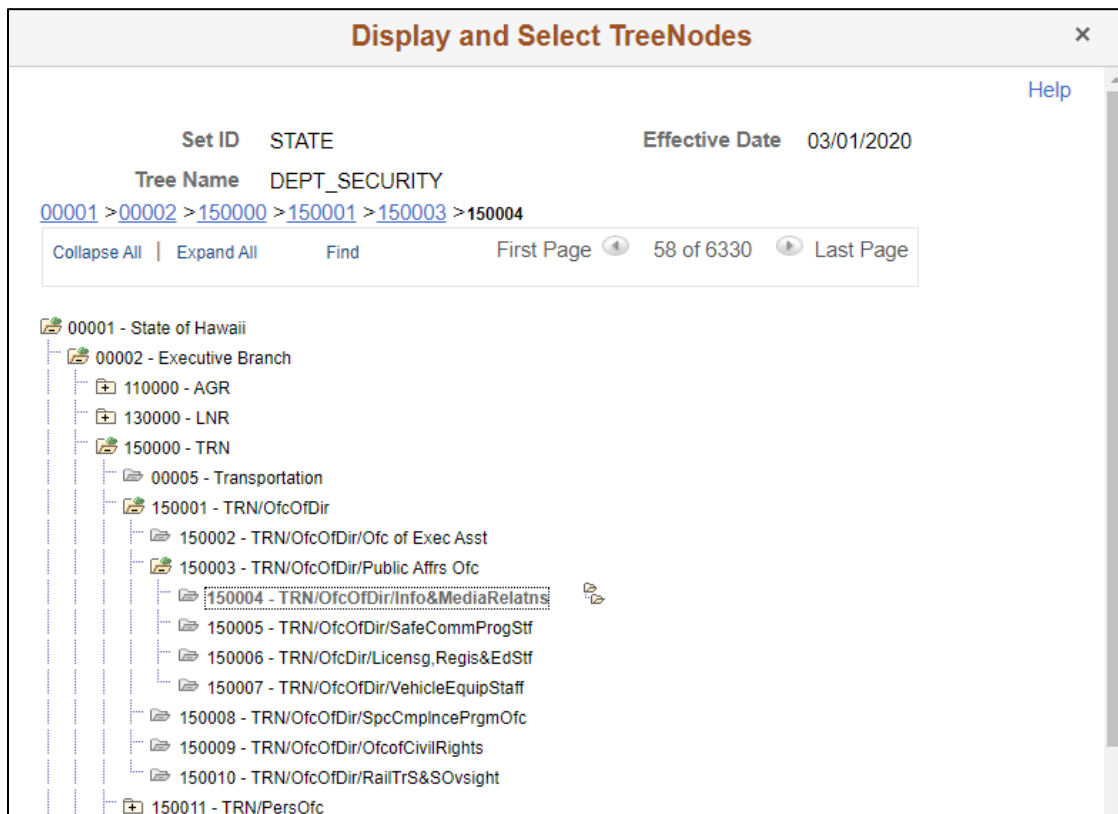 Display and Select TreeNodes ×
Help
Set ID STATE Effective Date 03/01/2020
Tree Name DEPT_SECURITY
00001 >00002 >150000 >150001 >150003 >150004
Collapse All | Expand All Find First Page 58 of 6330 Last Page
00001 - State of Hawaii
00002 - Executive Branch
110000 - AGR
130000 - LNR
150000 - TRN
00005 - Transportation
150001 - TRN/OfcOfDir
150002 - TRN/OfcOfDir/Ofc of Exec Asst
150003 - TRN/OfcOfDir/Public Affrs Ofc
150004 - TRN/OfcOfDir/Info&MediaRelatns
150005 - TRN/OfcOfDir/SafeCommProgStf
150006 - TRN/OfcDir/Licensg,Regis&EdStf
150007 - TRN/OfcOfDir/VehicleEquipStaff
150008 - TRN/OfcOfDir/SpcCmplncePrgmOfc
150009 - TRN/OfcOfDir/OfcofCivilRights
150010 - TRN/OfcOfDir/RailTrS&SOvsight
150011 - TRN/PersOfc